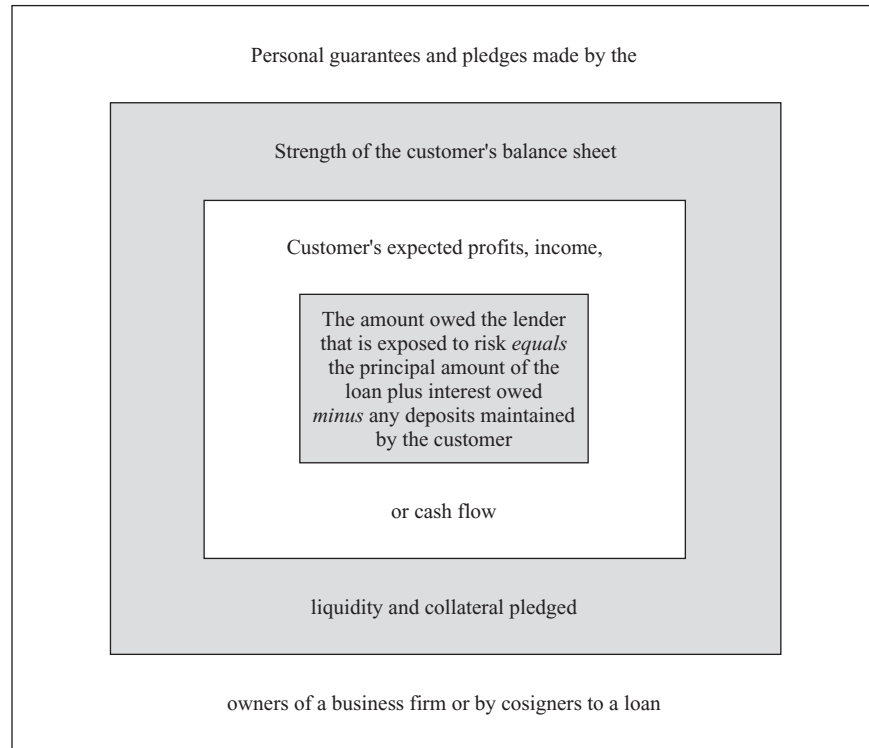 Personal guarantees and pledges made by the
Strength of the customer's balance sheet
Customer's expected profits, income,
The amount owed the lender
that is exposed to risk equals
the principal amount of the
loan plus interest owed
minus any deposits maintained
by the customer
or cash flow
liquidity and collateral pledged
owners of a business firm or by cosigners to a loan